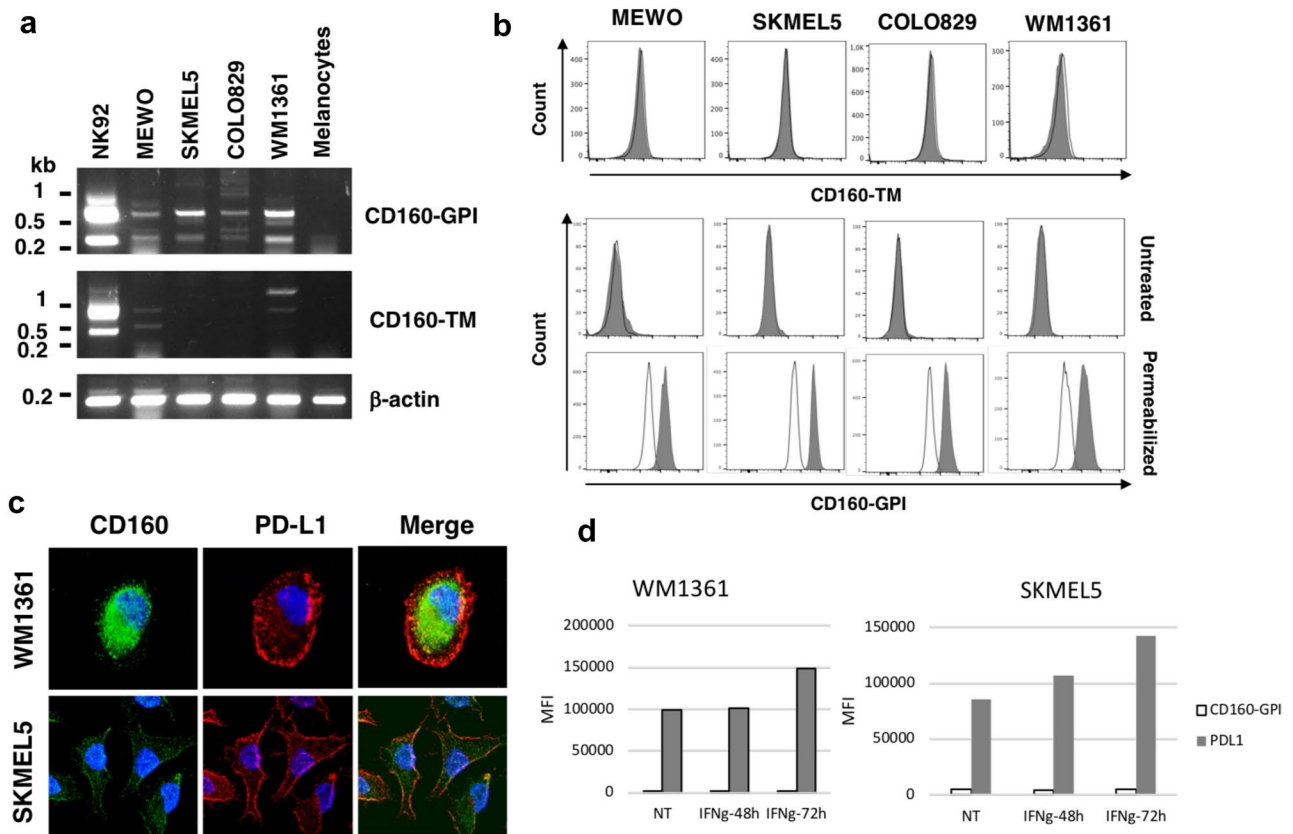 a
NK92
MEWO
SKMEL5
COLO829
WM1361
Melanocytes
kb
1
0.5
0.2
CD160-GPI
1
0.5
0.2
CD160-TM
0.2
β-actin
b
MEWO SKMEL5 COLO829 WM1361
Count
CD160-TM
Count
Untreated
Permeabilized
CD160-GPI
c
CD160 PD-L1 Merge
WM1361
SKMEL5
d
WM1361
MFI
200000
150000
100000
50000
0
NT IFNg-48h IFNg-72h
SKMEL5
MFI
150000
100000
50000
0
NT IFNg-48h IFNg-72h
CD160-GPI
PDL1